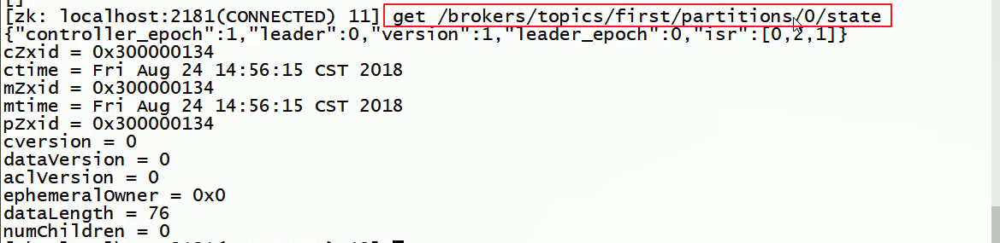 []
[zk: localhost:2181(CONNECTED) 11] get /brokers/topics/first/partitions/0/state
{"controller_epoch":1,"leader":0,"version":1,"leader_epoch":0,"isr":[0,2,1]}
cZxid = 0x300000134
ctime = Fri Aug 24 14:56:15 CST 2018
mZxid = 0x300000134
mtime = Fri Aug 24 14:56:15 CST 2018
pZxid = 0x300000134
cversion = 0
dataVersion = 0
aclVersion = 0
ephemeralOwner = 0x0
dataLength = 76
numChildren = 0